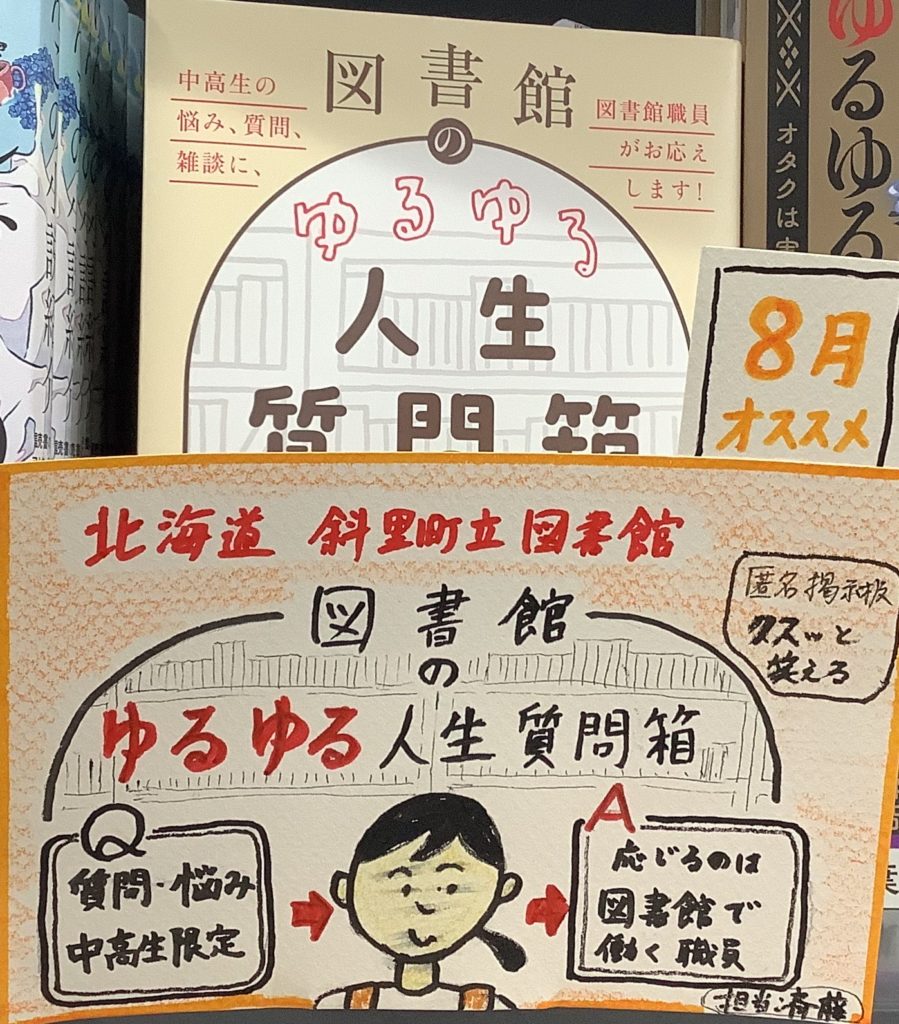 図書館
の
ゆるゆる
人生
質問箱
中高生の
悩み、質問、
雑談に、
図書館職員
がお応え
します!
ゆるゆる
オタクは実
8月
オススメ
北海道 斜里町立図書館
図書館
の
ゆるゆる人生質問箱
匿名掲示板
クスッと
笑える
Q
質問・悩み
中高生限定
A
応じるのは
図書館で
働く職員
担当:斉藤